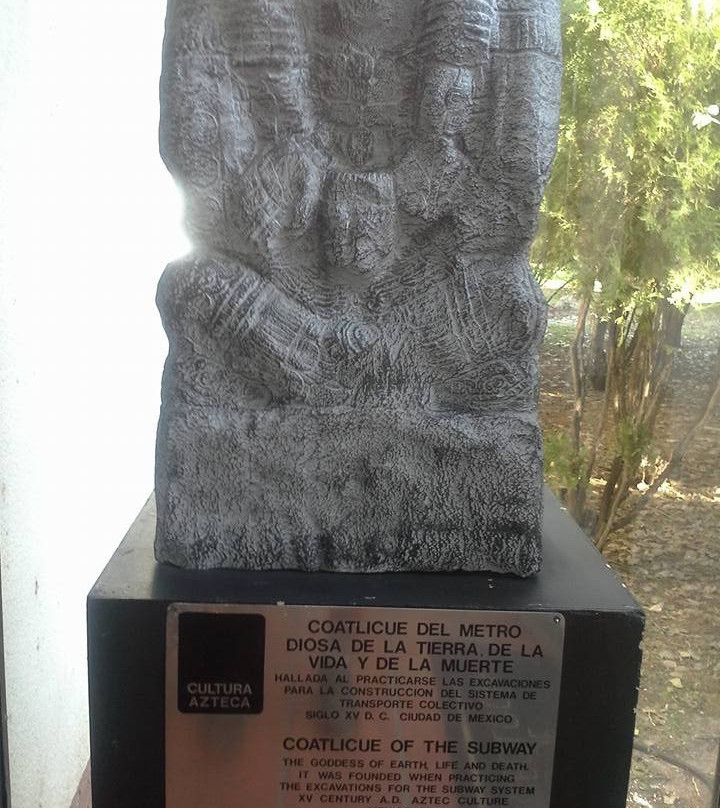 CULTURA
AZTECA
COATLICUE DEL METRO
DIOSA DE LA TIERRA, DE LA
VIDA Y DE LA MUERTE
HALLADA AL PRACTICARSE LAS EXCAVACIONES
PARA LA CONSTRUCCION DEL SISTEMA DE
TRANSPORTE COLECTIVO
SIGLO XV D. C. CIUDAD DE MEXICO
COATLICUE OF THE SUBWAY
THE GODDESS OF EARTH, LIFE AND DEATH.
IT WAS FOUNDED WHEN PRACTICING
THE EXCAVATIONS FOR THE SUBWAY SYSTEM
XV CENTURY A.D. AZTEC CULTURE